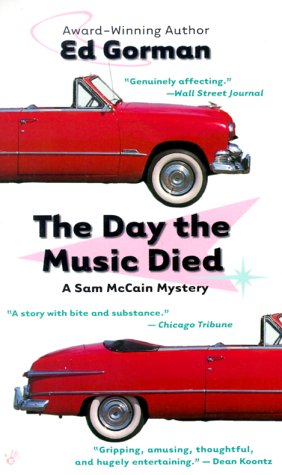 Award-Winning Author
Ed Gorman
"Genuinely affecting."
—Wall Street Journal
The Day the
Music Died
A Sam McCain Mystery
"A story with bite and substance."
— Chicago Tribune
"Gripping, amusing, thoughtful,
and hugely entertaining." — Dean Koontz